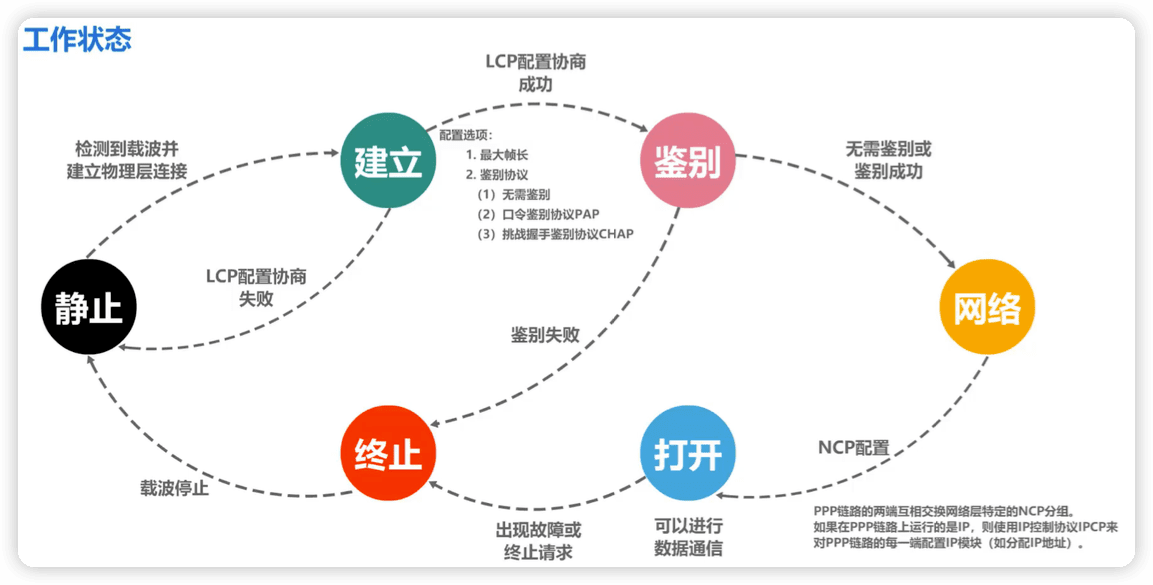 工作状态
LCP配置协商
成功
检测到载波并
建立物理层连接
建立
配置选项：
1. 最大帧长
2. 鉴别协议
（1）无需鉴别
（2）口令鉴别协议PAP
（3）挑战握手鉴别协议CHAP
鉴别
无需鉴别或
鉴别成功
LCP配置协商
失败
静止
鉴别失败
网络
终止
打开
NCP配置
载波停止
出现故障或
终止请求
可以进行
数据通信
PPP链路的两端互相交换网络层特定的NCP分组。
如果在PPP链路上运行的是IP，则使用IP控制协议IPCP来
对PPP链路的每一端配置IP模块（如分配IP地址）。